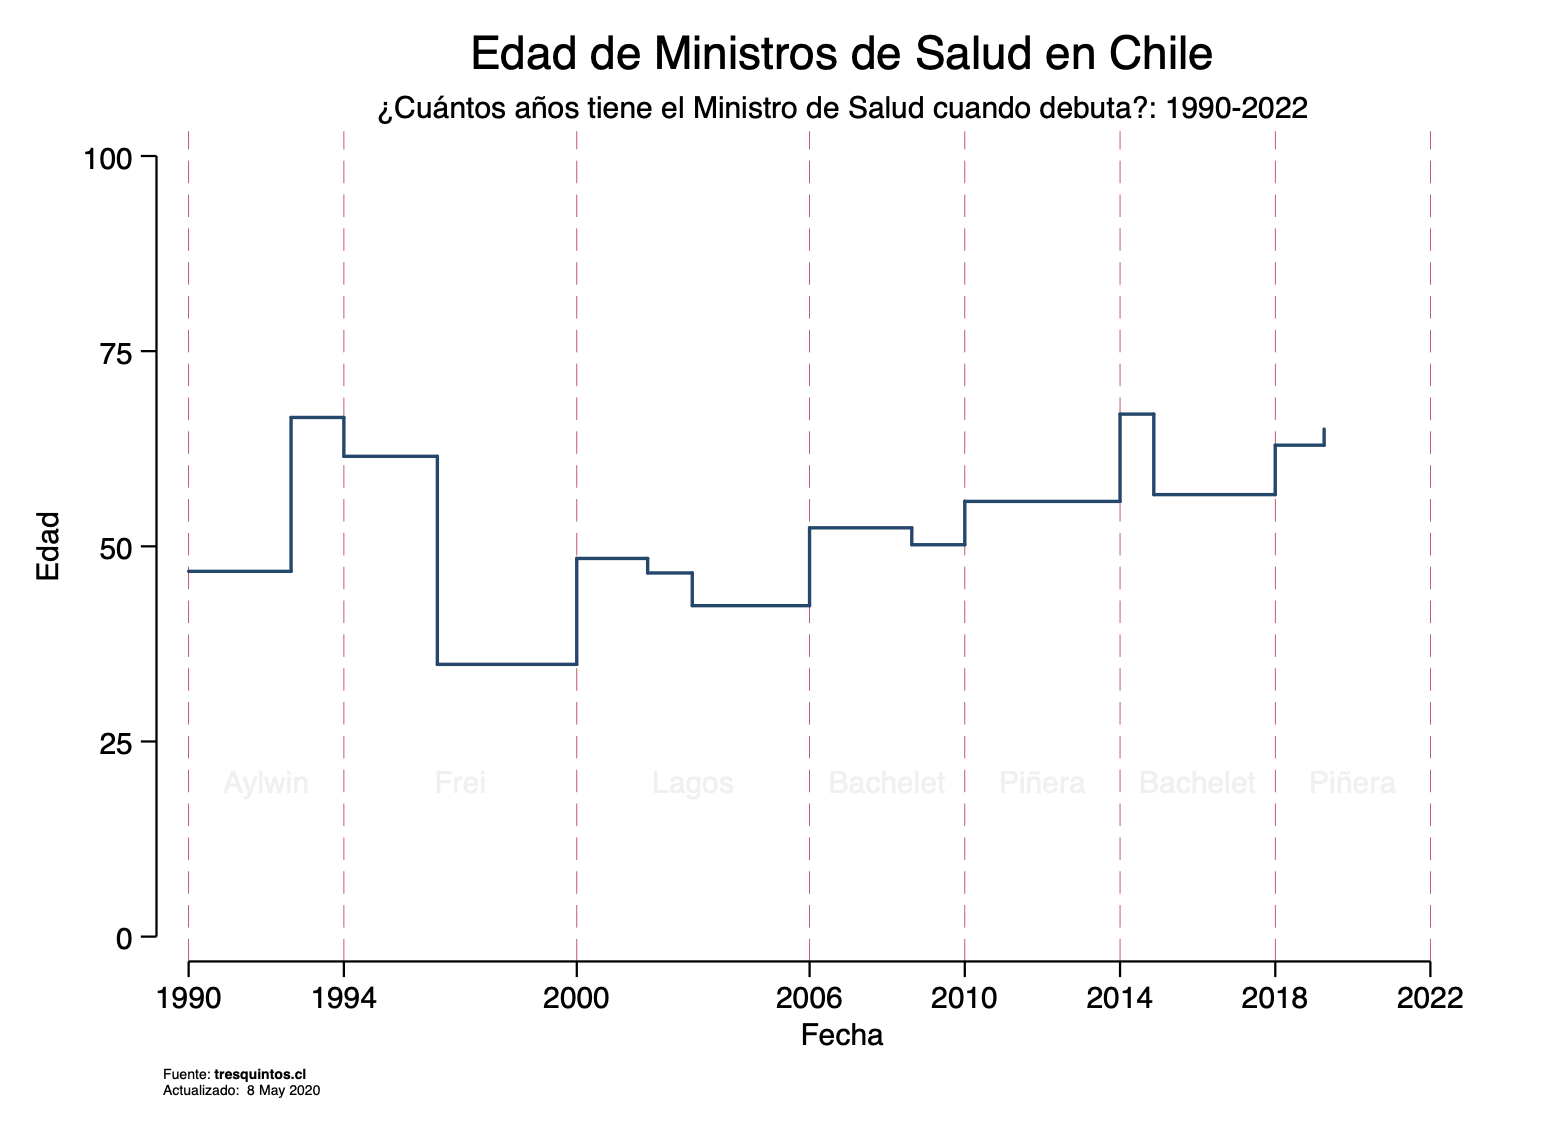 Edad de Ministros de Salud en Chile
¿Cuántos años tiene el Ministro de Salud cuando debuta?: 1990-2022
100
75
50
25
0
Edad
Aylwin Frei Lagos Bachelet Piñera Bachelet Piñera
1990 1994 2000 2006 2010 2014 2018 2022
Fecha
Fuente: tresquintos.cl
Actualizado: 8 May 2020